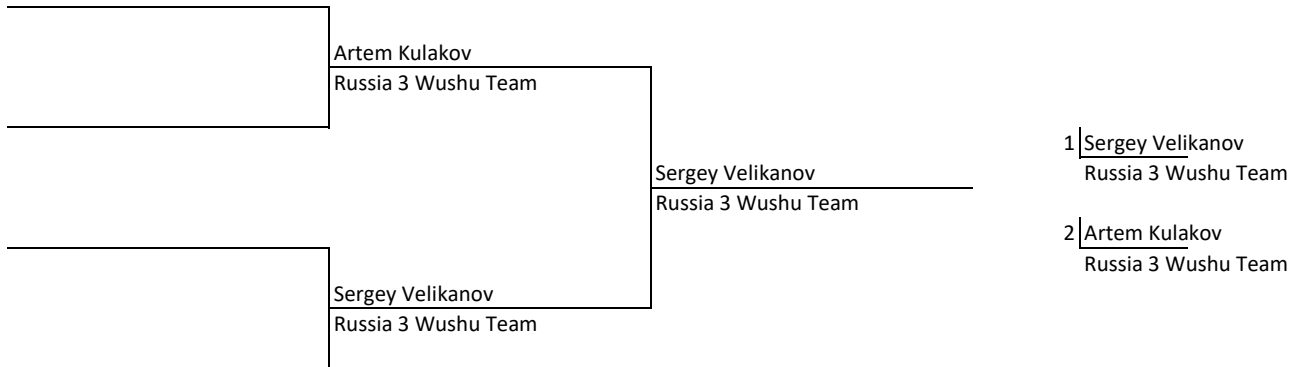 Artem Kulakov
Russia 3 Wushu Team
1 Sergey Velikanov
Sergey Velikanov
Russia 3 Wushu Team
Russia 3 Wushu Team
2 Artem Kulakov
Russia 3 Wushu Team
Sergey Velikanov
Russia 3 Wushu Team